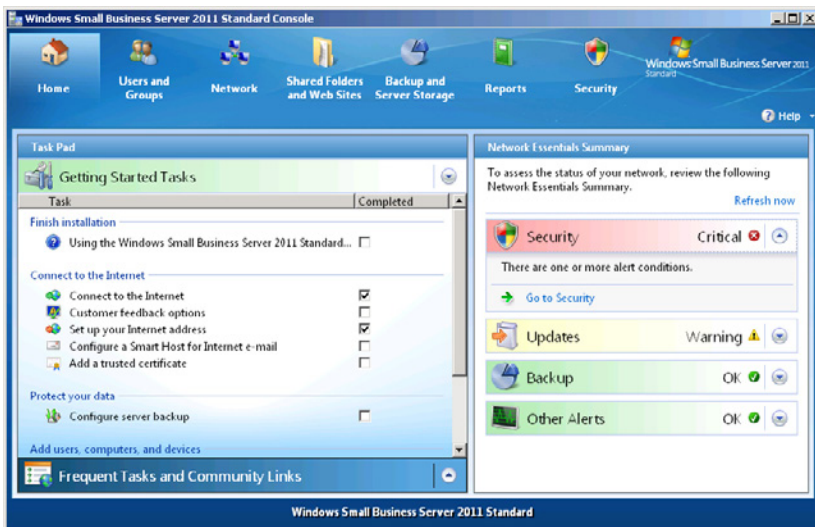 Windows Small Business Server 2011 Standard Console
Home
Users and
Groups
Network
Shared Folders
and Web Sites
Backup and
Server Storage
Reports
Security
Windows Small Business Server 2011
Standard
Help
Task Pad
Getting Started Tasks
Task Completed
Finish installation
Using the Windows Small Business Server 2011 Standard...
Connect to the Internet
Connect to the Internet
Customer feedback options
Set up your Internet address
Configure a Smart Host for Internet e-mail
Add a trusted certificate
Protect your data
Configure server backup
Add users, computers, and devices
Frequent Tasks and Community Links
Network Essentials Summary
To assess the status of your network, review the following
Network Essentials Summary.
Refresh now
Security Critical
There are one or more alert conditions.
Go to Security
Updates Warning
Backup OK
Other Alerts OK
Windows Small Business Server 2011 Standard